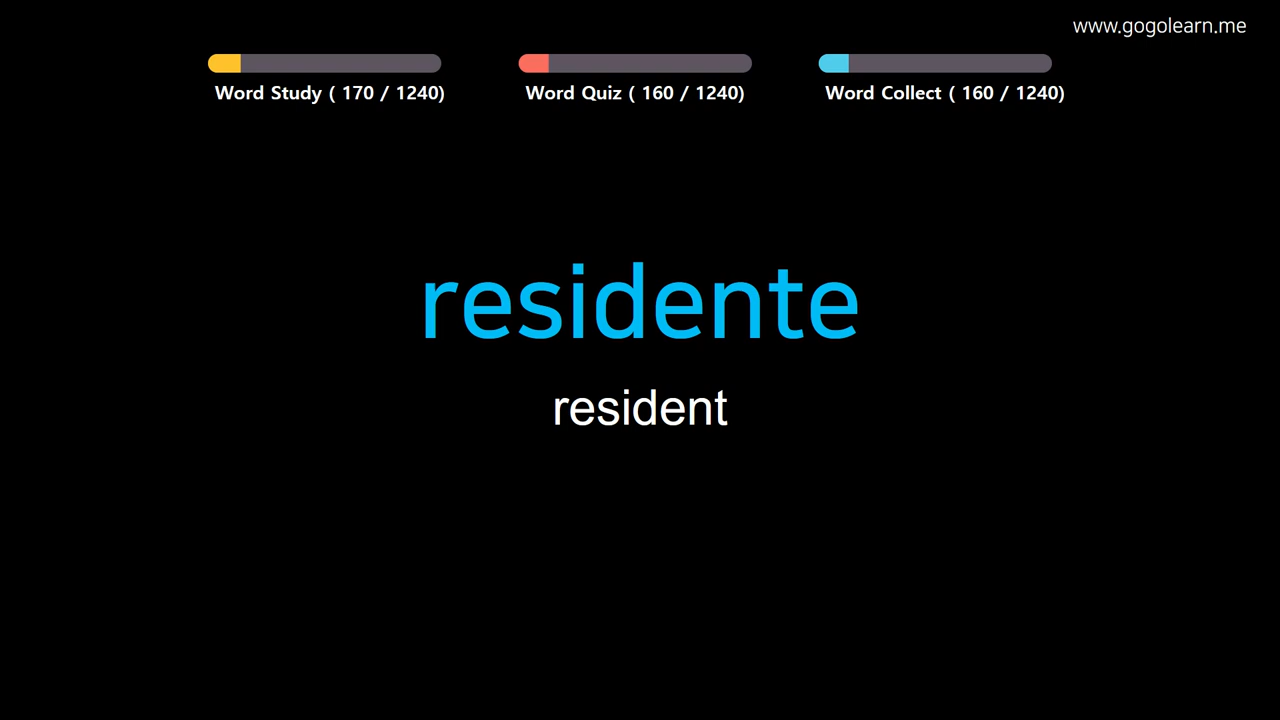 www.gogolearn.me
Word Study ( 170 / 1240)
Word Quiz ( 160 / 1240)
Word Collect ( 160 / 1240)
residente
resident